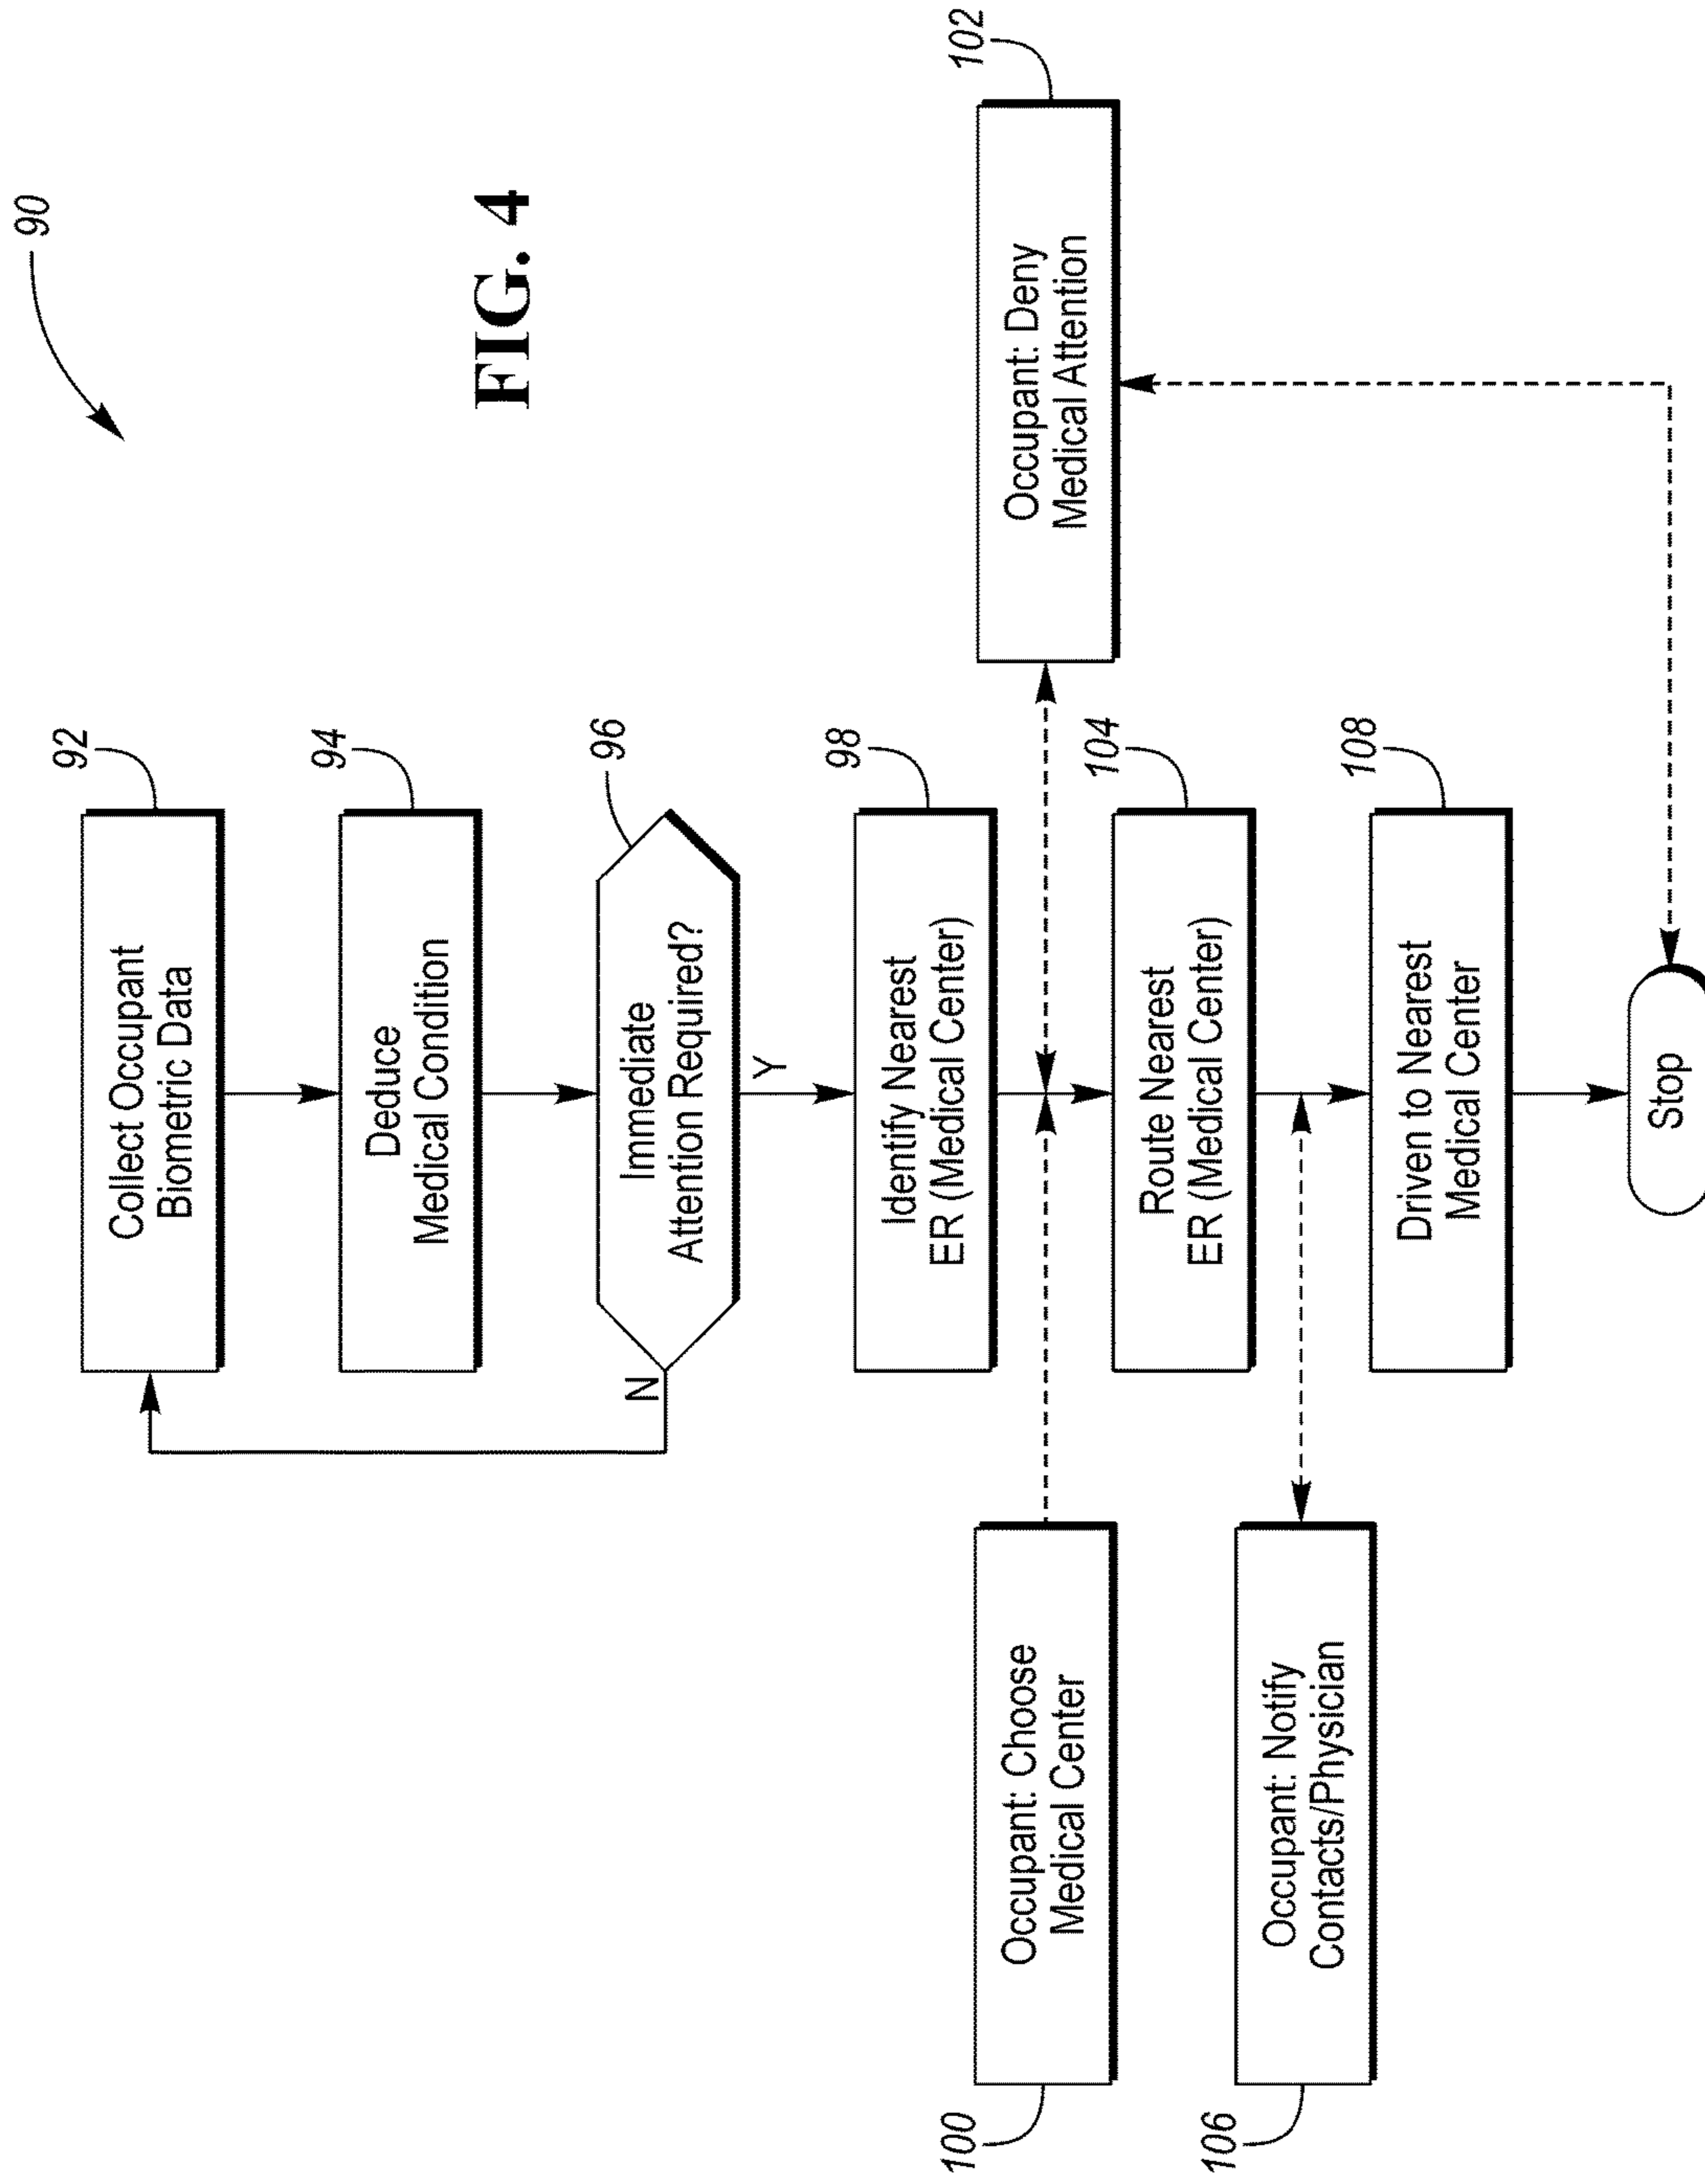 90
FIG. 4
Collect Occupant
Biometric Data
92
Deduce
Medical Condition
94
Immediate
Attention Required?
96
N
Y
Identify Nearest
ER (Medical Center)
98
Occupant: Choose
Medical Center
100
Occupant: Deny
Medical Attention
102
Route Nearest
ER (Medical Center)
104
Occupant: Notify
Contacts/Physician
106
Driven to Nearest
Medical Center
108
Stop